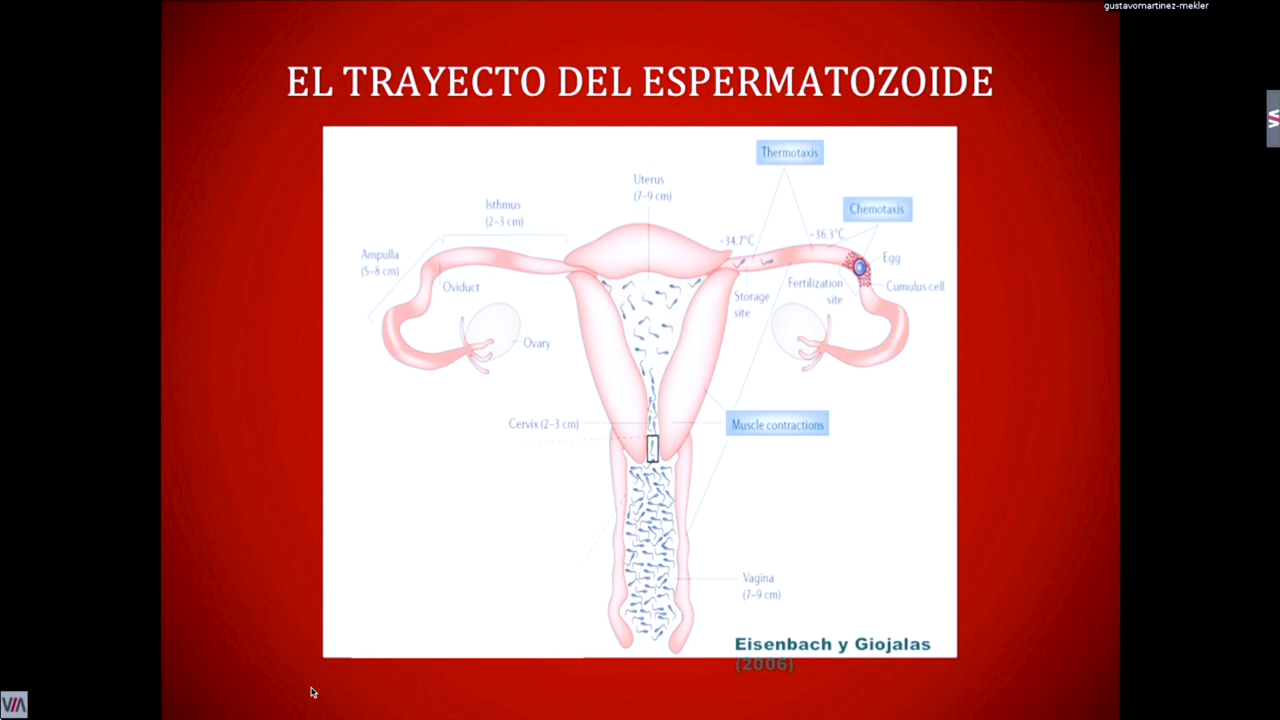 gustavomartinez-mekler
EL TRAYECTO DEL ESPERMATOZOIDE
Thermotaxis
Uterus
(7–9 cm)
Isthmus
(2–3 cm)
Chemotaxis
~34.7°C
~36.3°C
Ampulla
(5–8 cm)
Egg
Oviduct
Storage
site
Fertilization
site
Cumulus cell
Ovary
Cervix (2–3 cm)
Muscle contractions
Vagina
(7–9 cm)
Eisenbach y Giojalas
(2006)
VIA